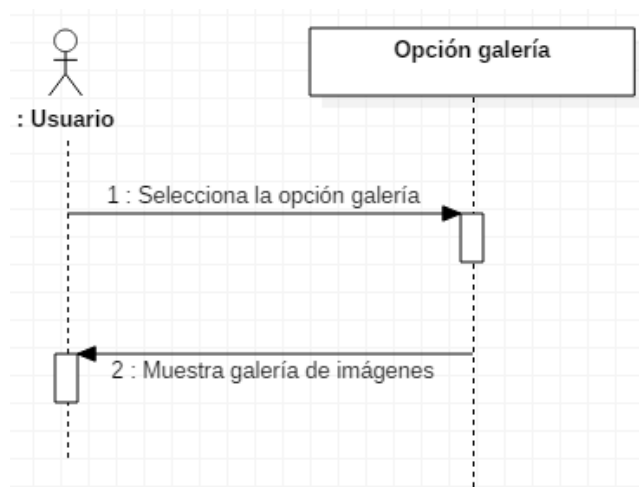 Opción galería
: Usuario
1 : Selecciona la opción galería
2 : Muestra galería de imágenes